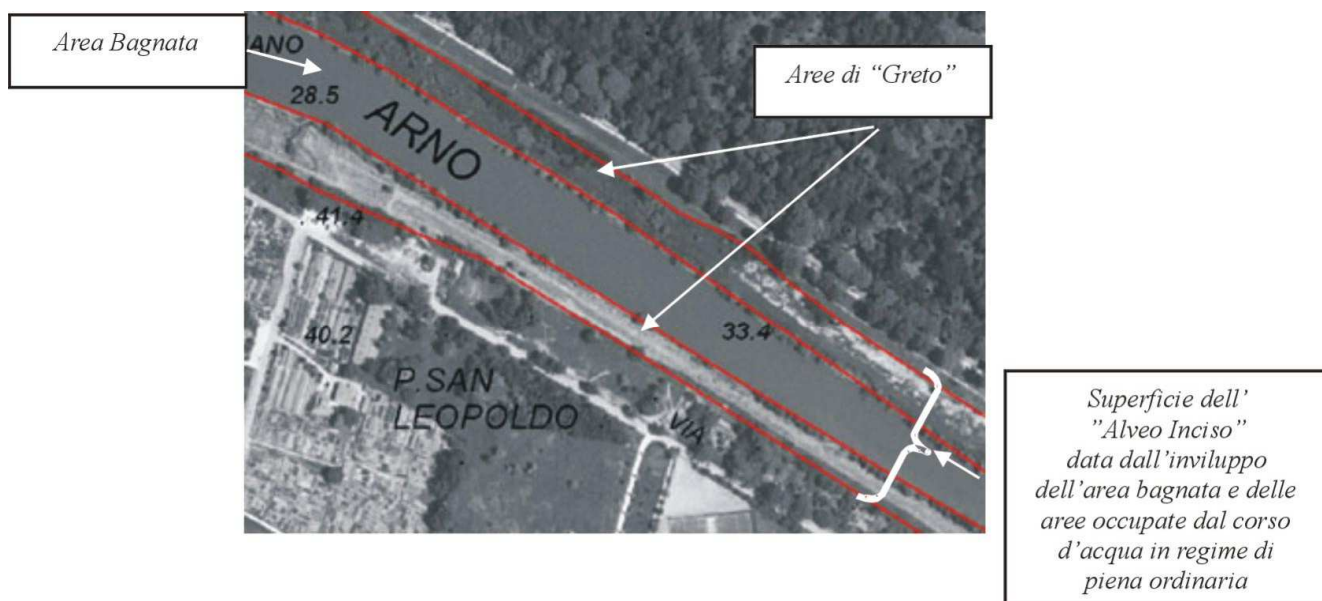 Area Bagnata
IANO
28.5
ARNO
Aree di “Greto”
41.4
40.2
33.4
P.SAN
LEOPOLDO
VIA
Superficie dell’
”Alveo Inciso”
data dall’inviluppo
dell’area bagnata e delle
aree occupate dal corso
d’acqua in regime di
piena ordinaria